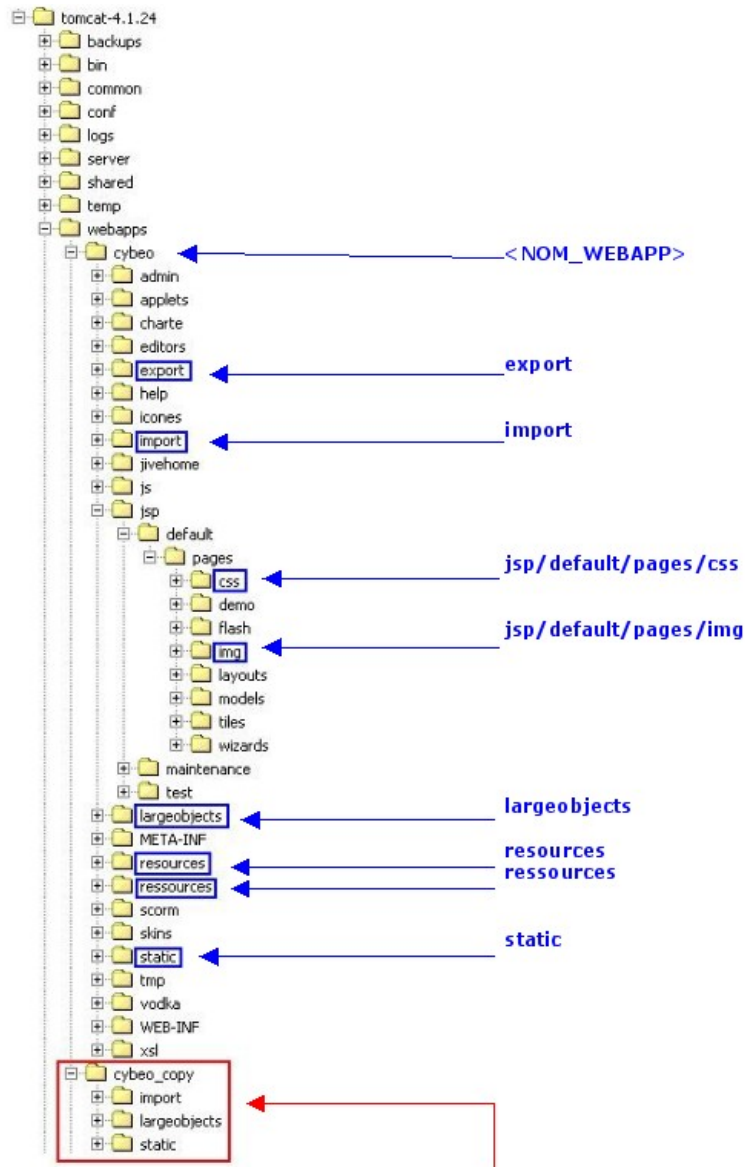 tomcat-4.1.24
backups
bin
common
conf
logs
server
shared
temp
webapps
cybeo <NOM_WEBAPP>
admin
applets
charte
editors
export export
help
icones
import import
jivehome
js
jsp
default
pages
css jsp/default/pages/css
demo
flash
img jsp/default/pages/img
layouts
models
tiles
wizards
maintenance
test
largeobjects largeobjects
META-INF
resources resources
ressources ressources
scorm
skins
static static
tmp
vodka
WEB-INF
xsl
cybeo_copy
import
largeobjects
static